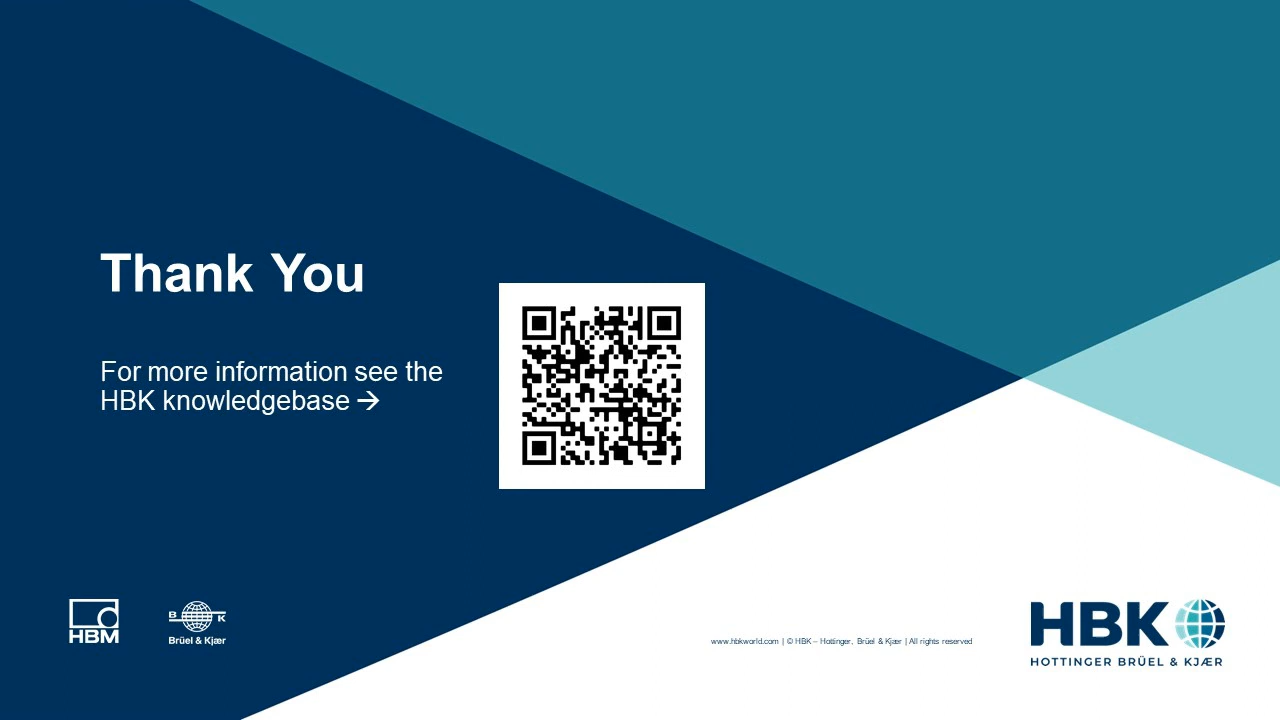 Thank You
For more information see the
HBK knowledgebase →
HBM
B K
Brüel & Kjær
www.hbkworld.com | © HBK – Hottinger, Brüel & Kjær | All rights reserved
HBK
HOTTINGER BRÜEL & KJÆR